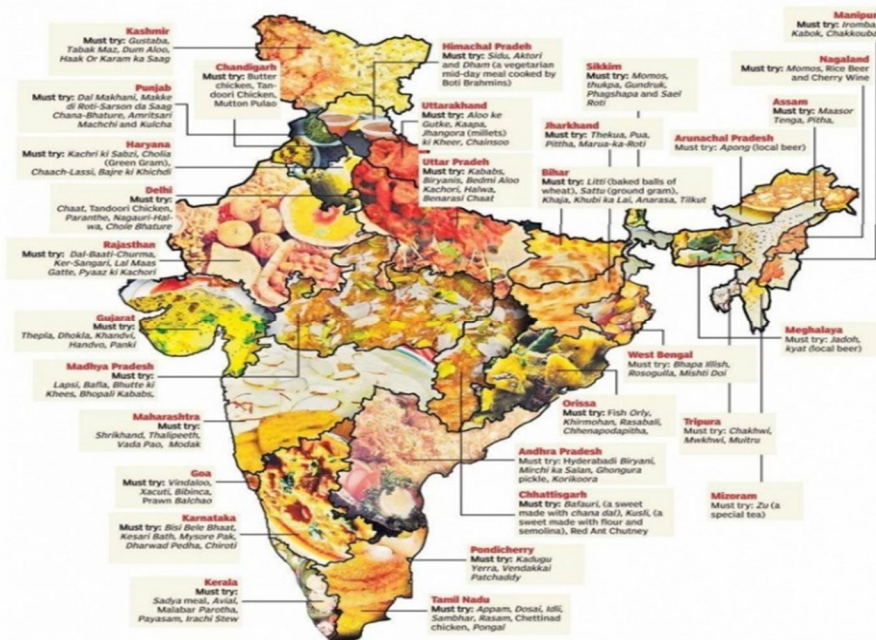 Kashmir
Must try: Gustaba,
Tabak Maz, Dum Aloo,
Haak Or Karam ka Saag
Chandigarh
Must try: Butter
chicken, Tan-
doori Chicken,
Mutton Pulao
Himachal Pradeh
Must try: Sidu, Aktori
and Dham (a vegetarian
mid-day meal cooked by
Boti Brahmins)
Sikkim
Must try: Momos,
thukpa, Gundruk,
Phagshapa and Sael
Roti
Manipur
Must try: Iromba,
Kabok, Chakkouba
Nagaland
Must try: Momos, Rice Beer
and Cherry Wine
Punjab
Must try: Dal Makhani, Makke
di Roti-Sarson da Saag
Chana-Bhature, Amritsari
Machchi and Kulcha
Uttarakhand
Must try: Aloo ke
Gutke, Kaapa,
Jhangora (millets)
ki Kheer, Chainsoo
Jharkhand
Must try: Thekua, Pua,
Pittha, Marua-ka-Roti
Assam
Must try: Maasor
Tenga, Pitha,
Arunachal Pradesh
Must try: Apong (local beer)
Haryana
Must try: Kachri ki Sabzi, Cholia
(Green Gram),
Chaach-Lassi, Bajre ki Khichdi
Uttar Pradeh
Must try: Kababs,
Biryanis, Bedmi Aloo
Kachori, Halwa,
Benarasi Chaat
Bihar
Must try: Litti (baked balls of
wheat), Sattu (ground gram),
Khaja, Khubi ka Lai, Anarasa, Tilkut
Delhi
Must try:
Chaat, Tandoori Chicken,
Paranthe, Nagauri-Hal-
wa, Chole Bhature
Rajasthan
Must try: Dal-Baati-Churma,
Ker-Sangari, Lal Maas
Gatte, Pyaaz ki Kachori
Gujarat
Must try:
Thepla, Dhokla, Khandvi,
Handvo, Panki
Meghalaya
Must try: Jadoh,
kyat (local beer)
Madhya Pradesh
Must try:
Lapsi, Bafla, Bhutte ki
Khees, Bhopali Kababs,
West Bengal
Must try: Bhapa Illish,
Rosogulla, Mishti Doi
Maharashtra
Must try:
Shrikhand, Thalipeeth,
Vada Pao, Modak
Orissa
Must try: Fish Orly,
Khirmohan, Rasabali,
Chhenapodapitha,
Tripura
Must try: Chakhwi,
Mwkhwi, Muitru
Goa
Must try: Vindaloo,
Xacuti, Bibinca,
Prawn Balchao
Andhra Pradesh
Must try: Hyderabadi Biryani,
Mirchi ka Salan, Ghongura
pickle, Korikoora
Chhattisgarh
Must try: Bafauri, (a sweet
made with chana dal), Kusli, (a
sweet made with flour and
semolina), Red Ant Chutney
Mizoram
Must try: Zu (a
special tea)
Karnataka
Must try: Bisi Bele Bhaat,
Kesari Bath, Mysore Pak,
Dharwad Pedha, Chiroti
Pondicherry
Must try: Kadugu
Yerra, Vendakkai
Patchaddy
Kerala
Must try:
Sadya meal, Avial,
Malabar Parotha,
Payasam, Irachi Stew
Tamil Nadu
Must try: Appam, Dosai, Idli,
Sambhar, Rasam, Chettinad
chicken, Pongal